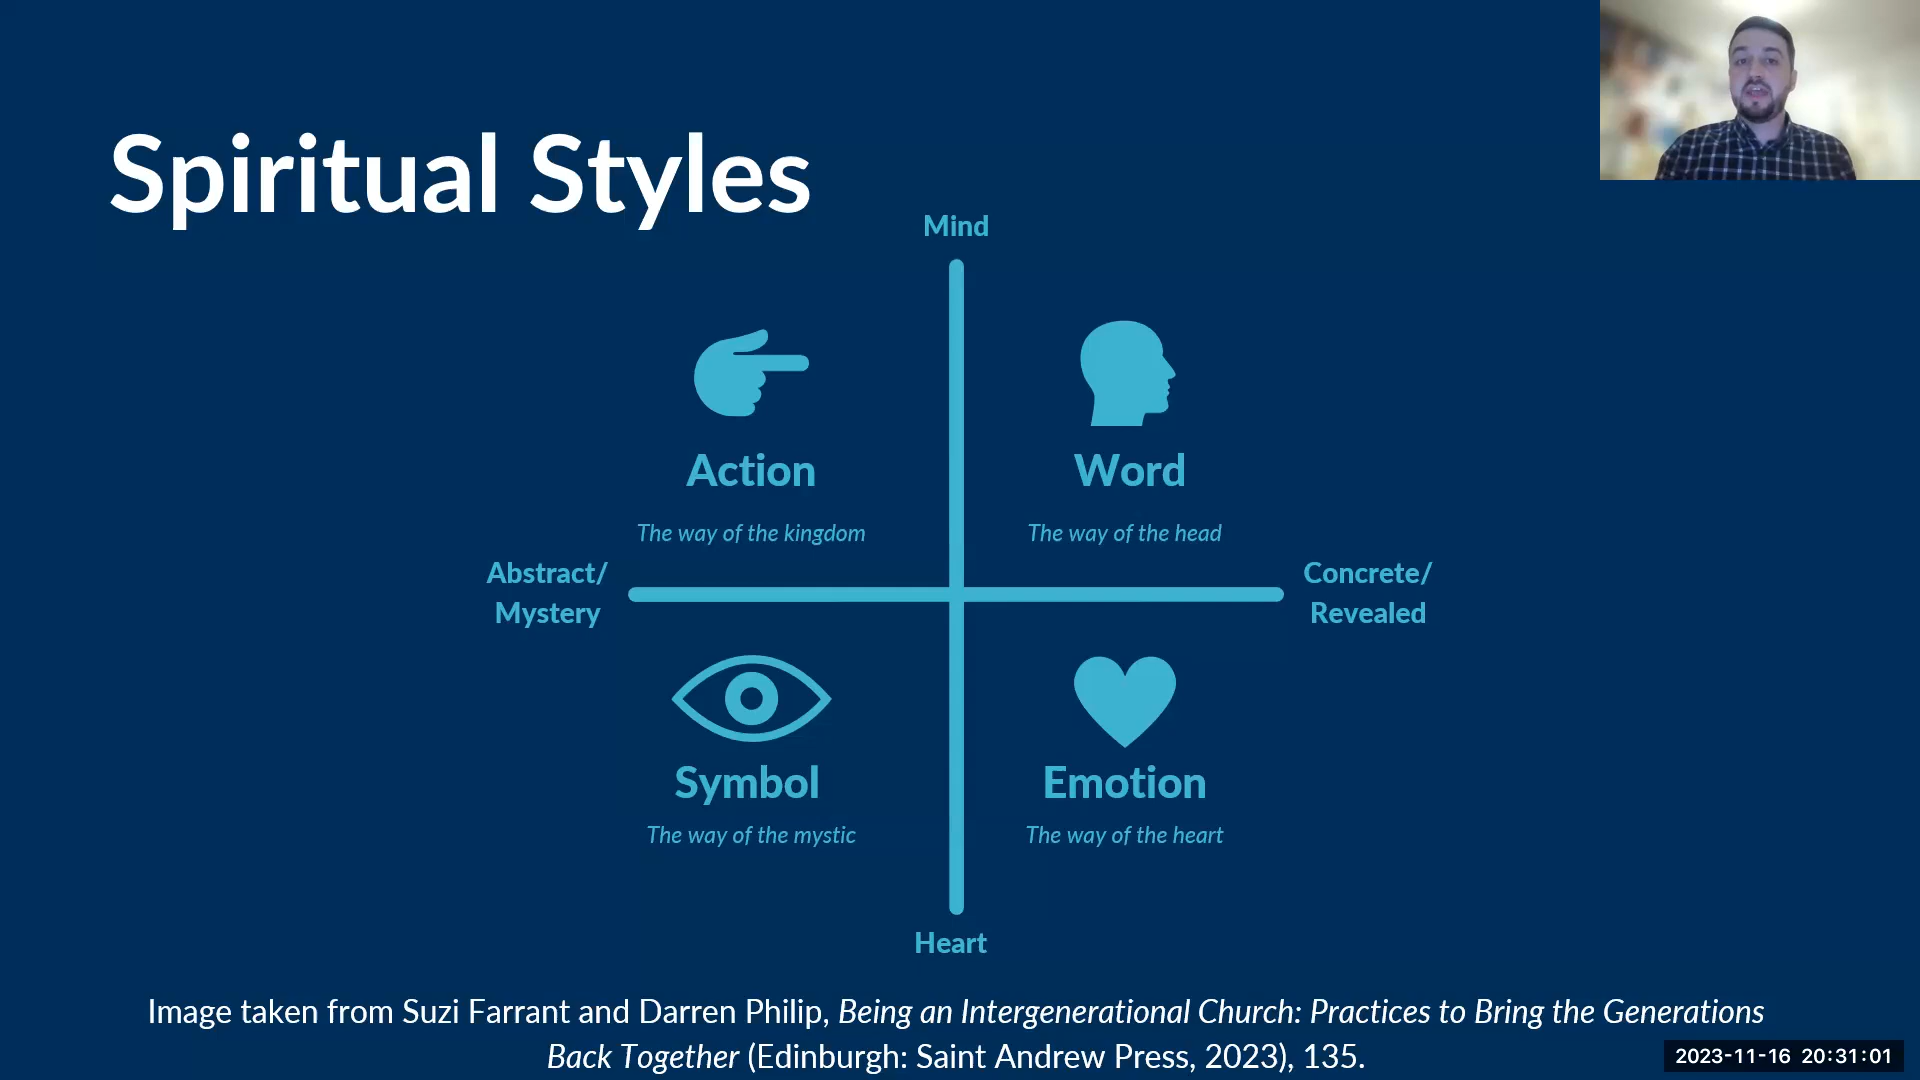 Spiritual Styles
Mind
Action
Word
The way of the kingdom
The way of the head
Abstract/
Mystery
Concrete/
Revealed
Symbol
Emotion
The way of the mystic
The way of the heart
Heart
Image taken from Suzi Farrant and Darren Philip, Being an Intergenerational Church: Practices to Bring the Generations
Back Together (Edinburgh: Saint Andrew Press, 2023), 135.
2023-11-16 20:31:01